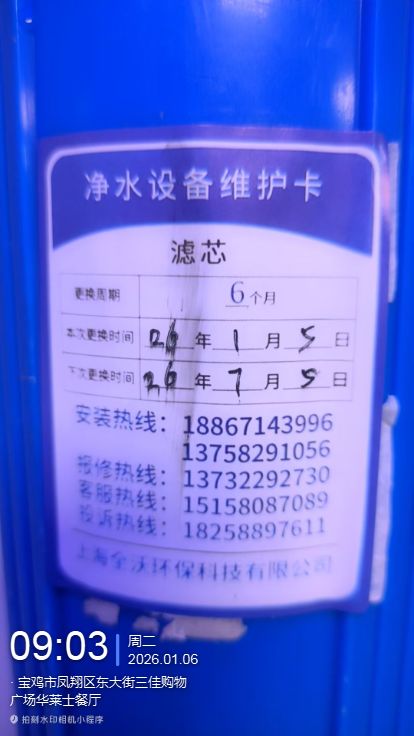 净水设备维护卡
滤芯
更换周期 6个月
本次更换时间 26年1月5日
下次更换时间 26年7月5日
安装热线：18867143996
13758291056
报修热线：13732292730
客服热线：15158087089
投诉热线：18258897611
上海全沃环保科技有限公司
09:03 周二
2026.01.06
·宝鸡市凤翔区东大街三佳购物
广场华莱士餐厅
拍刻水印相机小程序